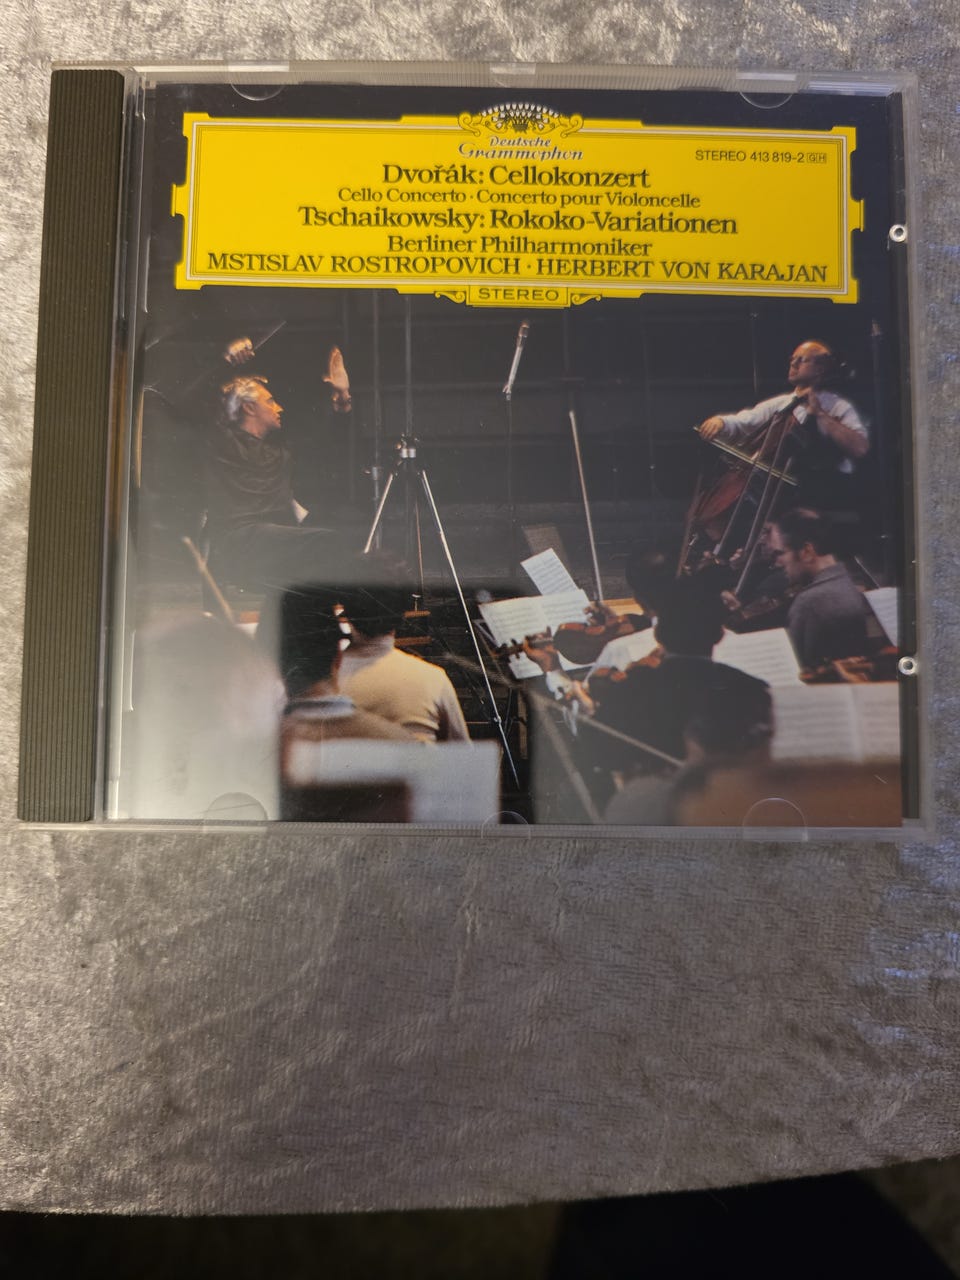 Deutsche
Grammophon
STEREO 413 819-2 GH
Dvořák: Cellokonzert
Cello Concerto · Concerto pour Violoncelle
Tschaikowsky: Rokoko-Variationen
Berliner Philharmoniker
MSTISLAV ROSTROPOVICH · HERBERT VON KARAJAN
STEREO